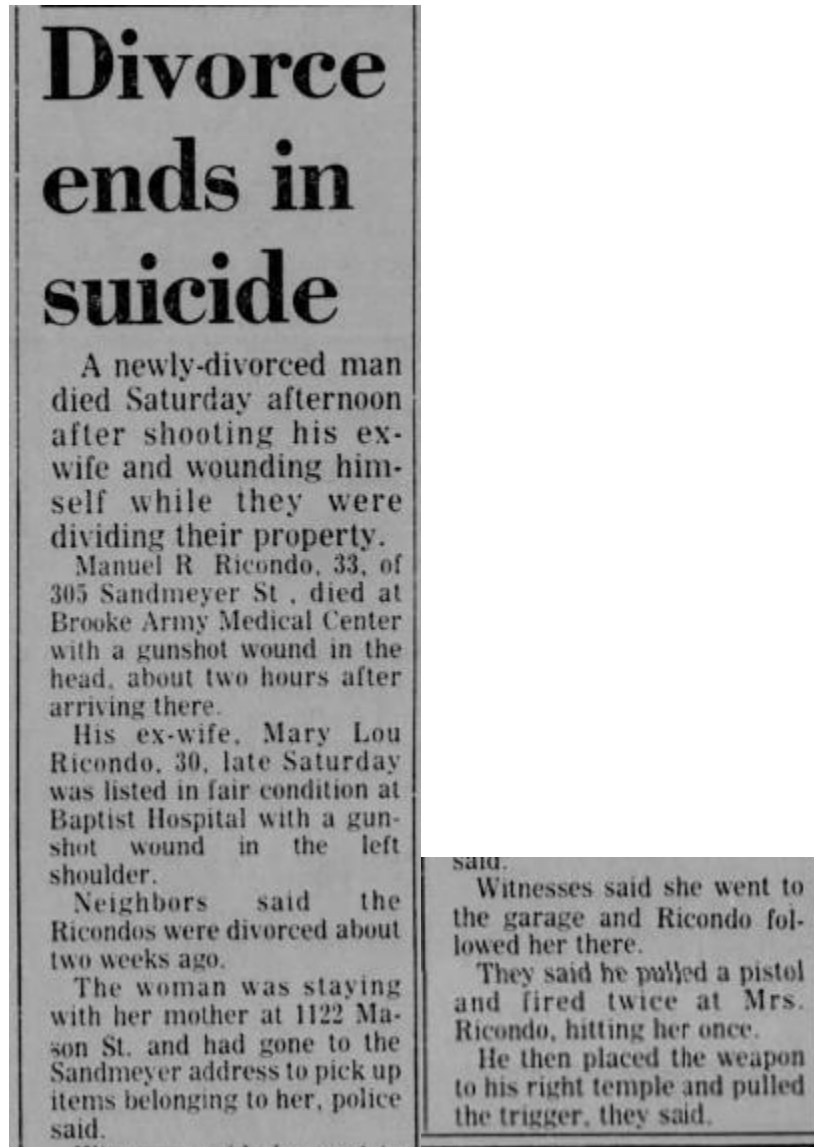 Divorce
ends in
suicide
A newly-divorced man
died Saturday afternoon
after shooting his ex-
wife and wounding him-
self while they were
dividing their property.
Manuel R Ricondo, 33, of
305 Sandmeyer St , died at
Brooke Army Medical Center
with a gunshot wound in the
head, about two hours after
arriving there.
His ex-wife, Mary Lou
Ricondo, 30, late Saturday
was listed in fair condition at
Baptist Hospital with a gun-
shot wound in the left
shoulder.
Neighbors said the
Ricondos were divorced about
two weeks ago.
The woman was staying
with her mother at 1122 Ma-
son St. and had gone to the
Sandmeyer address to pick up
items belonging to her, police
said.
said.
Witnesses said she went to
the garage and Ricondo fol-
lowed her there.
They said he pulled a pistol
and fired twice at Mrs.
Ricondo, hitting her once.
He then placed the weapon
to his right temple and pulled
the trigger, they said.